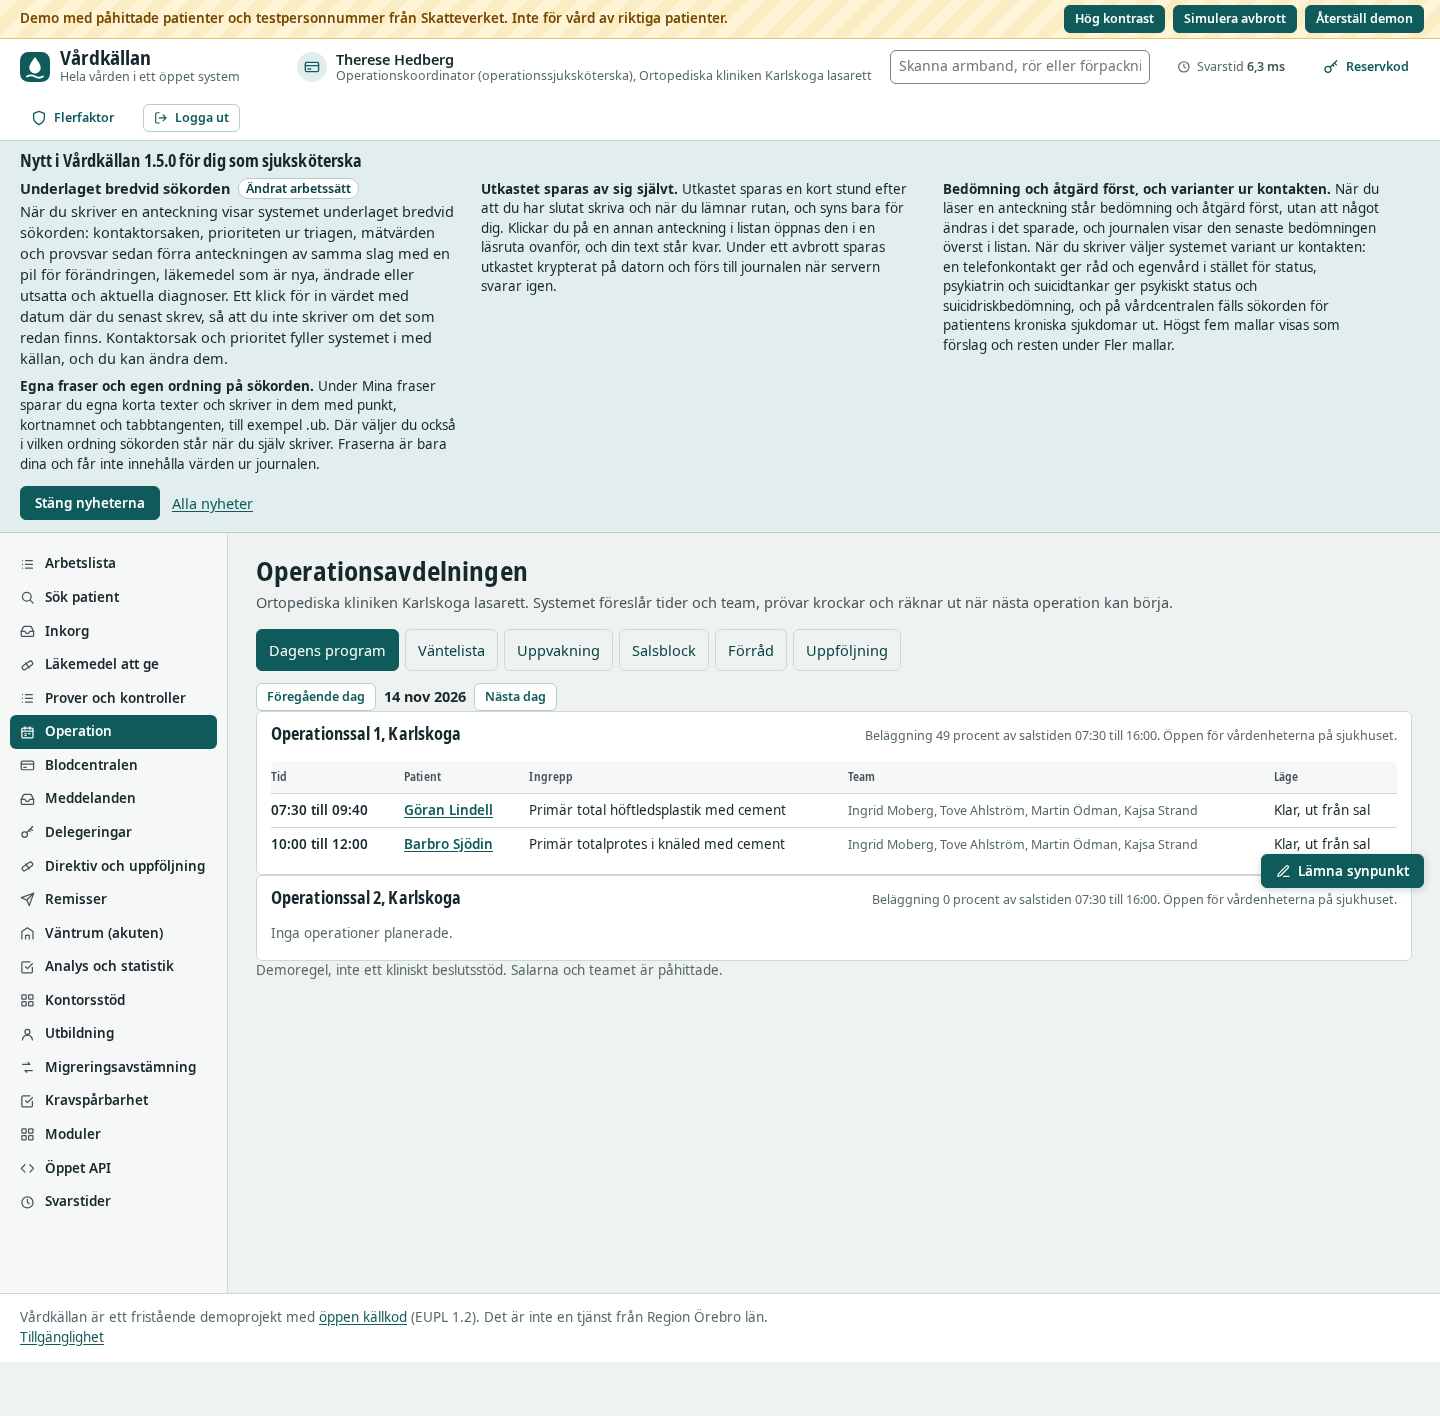 Demo med påhittade patienter och testpersonnummer från Skatteverket. Inte för vård av riktiga patienter.
Hög kontrast
Simulera avbrott
Återställ demon
Vårdkällan
Hela vården i ett öppet system
Therese Hedberg
Operationskoordinator (operationssjuksköterska), Ortopediska kliniken Karlskoga lasarett
Skanna armband, rör eller förpackni
Svarstid 6,3 ms
Reservkod
Flerfaktor
Logga ut
Nytt i Vårdkällan 1.5.0 för dig som sjuksköterska
Underlaget bredvid sökorden Ändrat arbetssätt
När du skriver en anteckning visar systemet underlaget bredvid
sökorden: kontaktorsaken, prioriteten ur triagen, mätvärden
och provsvar sedan förra anteckningen av samma slag med en
pil för förändringen, läkemedel som är nya, ändrade eller
utsatta och aktuella diagnoser. Ett klick för in värdet med
datum där du senast skrev, så att du inte skriver om det som
redan finns. Kontaktorsak och prioritet fyller systemet i med
källan, och du kan ändra dem.
Egna fraser och egen ordning på sökorden. Under Mina fraser
sparar du egna korta texter och skriver in dem med punkt,
kortnamnet och tabbtangenten, till exempel .ub. Där väljer du också
i vilken ordning sökorden står när du själv skriver. Fraserna är bara
dina och får inte innehålla värden ur journalen.
Utkastet sparas av sig självt. Utkastet sparas en kort stund efter
att du har slutat skriva och när du lämnar rutan, och syns bara för
dig. Klickar du på en annan anteckning i listan öppnas den i en
läsruta ovanför, och din text står kvar. Under ett avbrott sparas
utkastet krypterat på datorn och förs till journalen när servern
svarar igen.
Bedömning och åtgärd först, och varianter ur kontakten. När du
läser en anteckning står bedömning och åtgärd först, utan att något
ändras i det sparade, och journalen visar den senaste bedömningen
överst i listan. När du skriver väljer systemet variant ur kontakten:
en telefonkontakt ger råd och egenvård i stället för status,
psykiatrin och suicidtankar ger psykiskt status och
suicidriskbedömning, och på vårdcentralen fälls sökorden för
patientens kroniska sjukdomar ut. Högst fem mallar visas som
förslag och resten under Fler mallar.
Stäng nyheterna
Alla nyheter
Arbetslista
Sök patient
Inkorg
Läkemedel att ge
Prover och kontroller
Operation
Blodcentralen
Meddelanden
Delegeringar
Direktiv och uppföljning
Remisser
Väntrum (akuten)
Analys och statistik
Kontorsstöd
Utbildning
Migreringsavstämning
Kravspårbarhet
Moduler
Öppet API
Svarstider
Operationsavdelningen
Ortopediska kliniken Karlskoga lasarett. Systemet föreslår tider och team, prövar krockar och räknar ut när nästa operation kan börja.
Dagens program
Väntelista
Uppvakning
Salsblock
Förråd
Uppföljning
Föregående dag
14 nov 2026
Nästa dag
Operationssal 1, Karlskoga
Beläggning 49 procent av salstiden 07:30 till 16:00. Öppen för vårdenheterna på sjukhuset.
Tid Patient Ingrepp Team Läge
07:30 till 09:40 Göran Lindell Primär total höftledsplastik med cement Ingrid Moberg, Tove Ahlström, Martin Ödman, Kajsa Strand Klar, ut från sal
10:00 till 12:00 Barbro Sjödin Primär totalprotes i knäled med cement Ingrid Moberg, Tove Ahlström, Martin Ödman, Kajsa Strand Klar, ut från sal
Lämna synpunkt
Operationssal 2, Karlskoga
Beläggning 0 procent av salstiden 07:30 till 16:00. Öppen för vårdenheterna på sjukhuset.
Inga operationer planerade.
Demoregel, inte ett kliniskt beslutsstöd. Salarna och teamet är påhittade.
Vårdkällan är ett fristående demoprojekt med öppen källkod (EUPL 1.2). Det är inte en tjänst från Region Örebro län.
Tillgänglighet